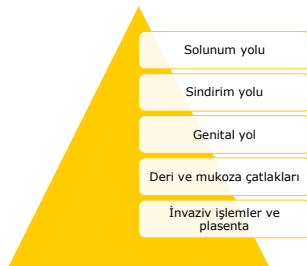 Solunum yolu
Sindirim yolu
Genital yol
Deri ve mukoza çatlakları
İnvaziv işlemler ve
plasenta